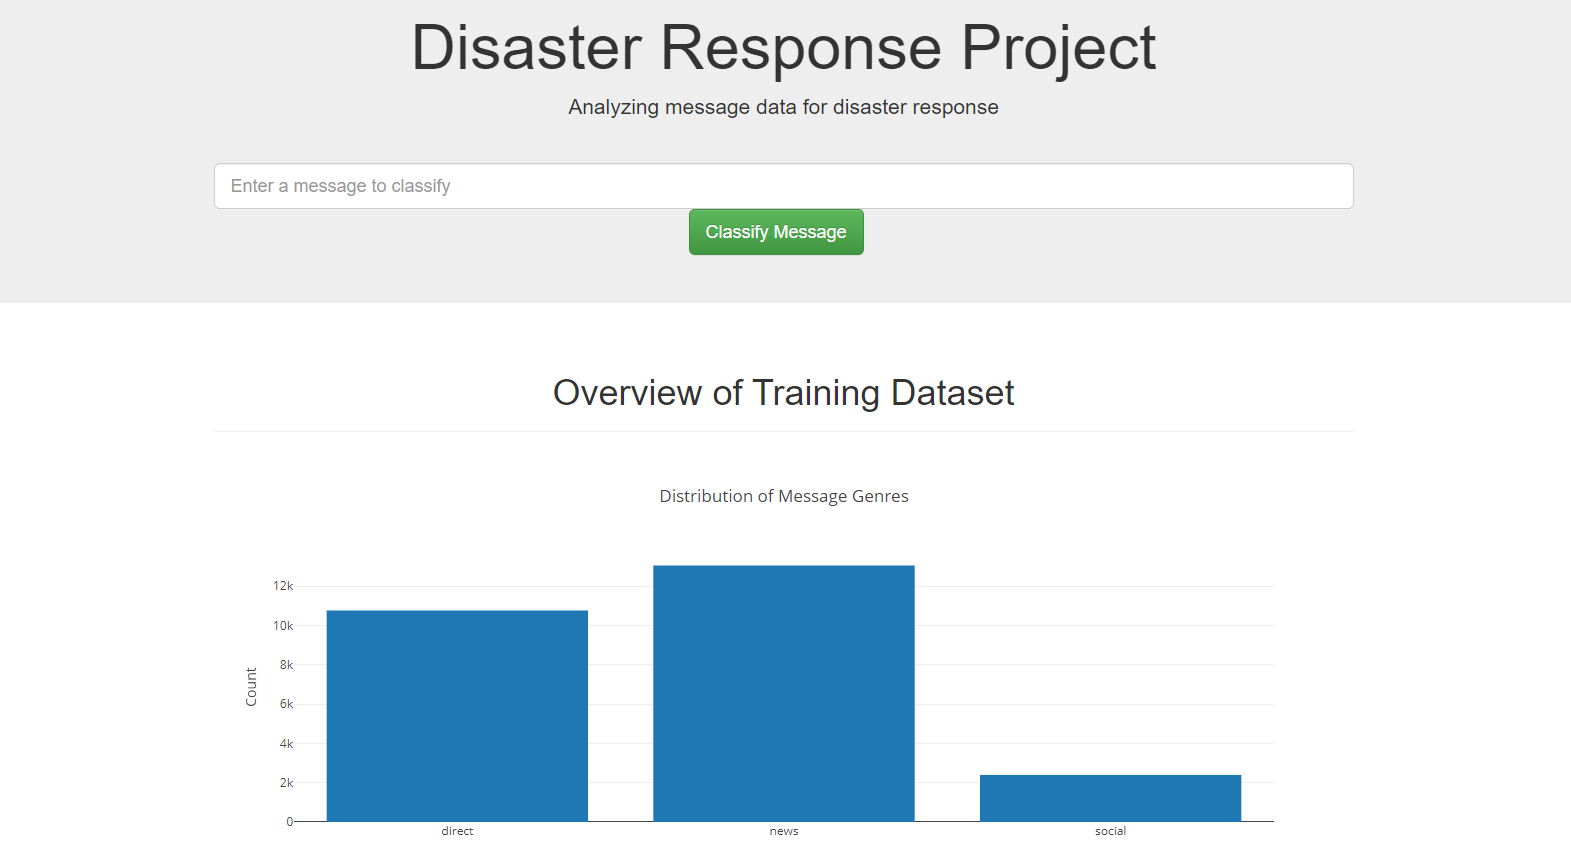 Disaster Response Project
Analyzing message data for disaster response
Enter a message to classify
Classify Message
Overview of Training Dataset
Distribution of Message Genres
12k
10k
8k
6k
4k
2k
0
Count
direct
news
social